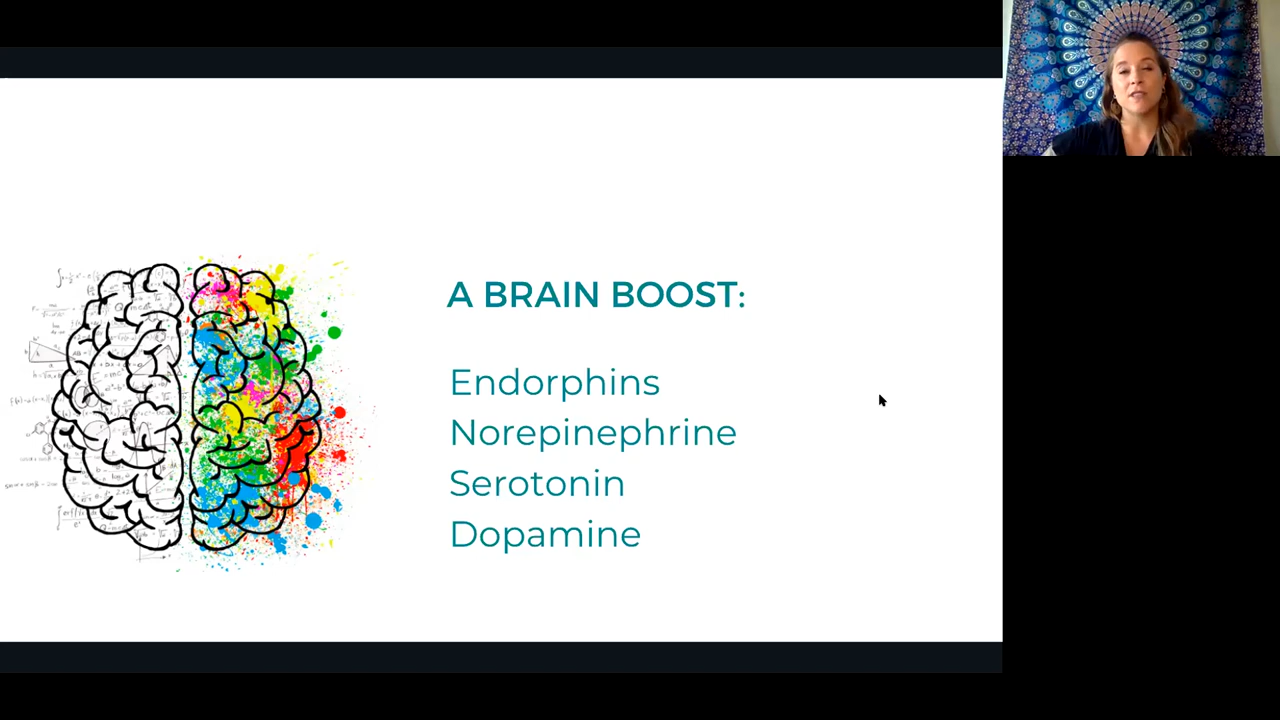 A BRAIN BOOST:
Endorphins
Norepinephrine
Serotonin
Dopamine